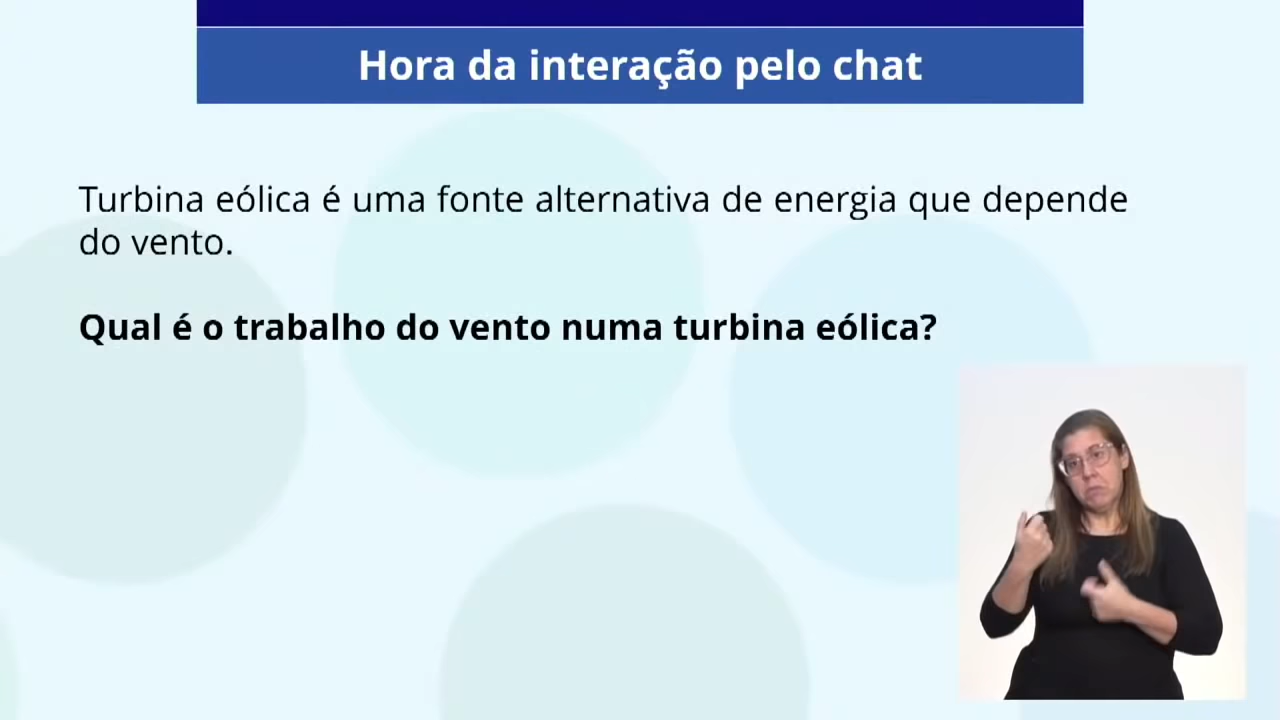 Hora da interação pelo chat
Turbina eólica é uma fonte alternativa de energia que depende
do vento.
Qual é o trabalho do vento numa turbina eólica?